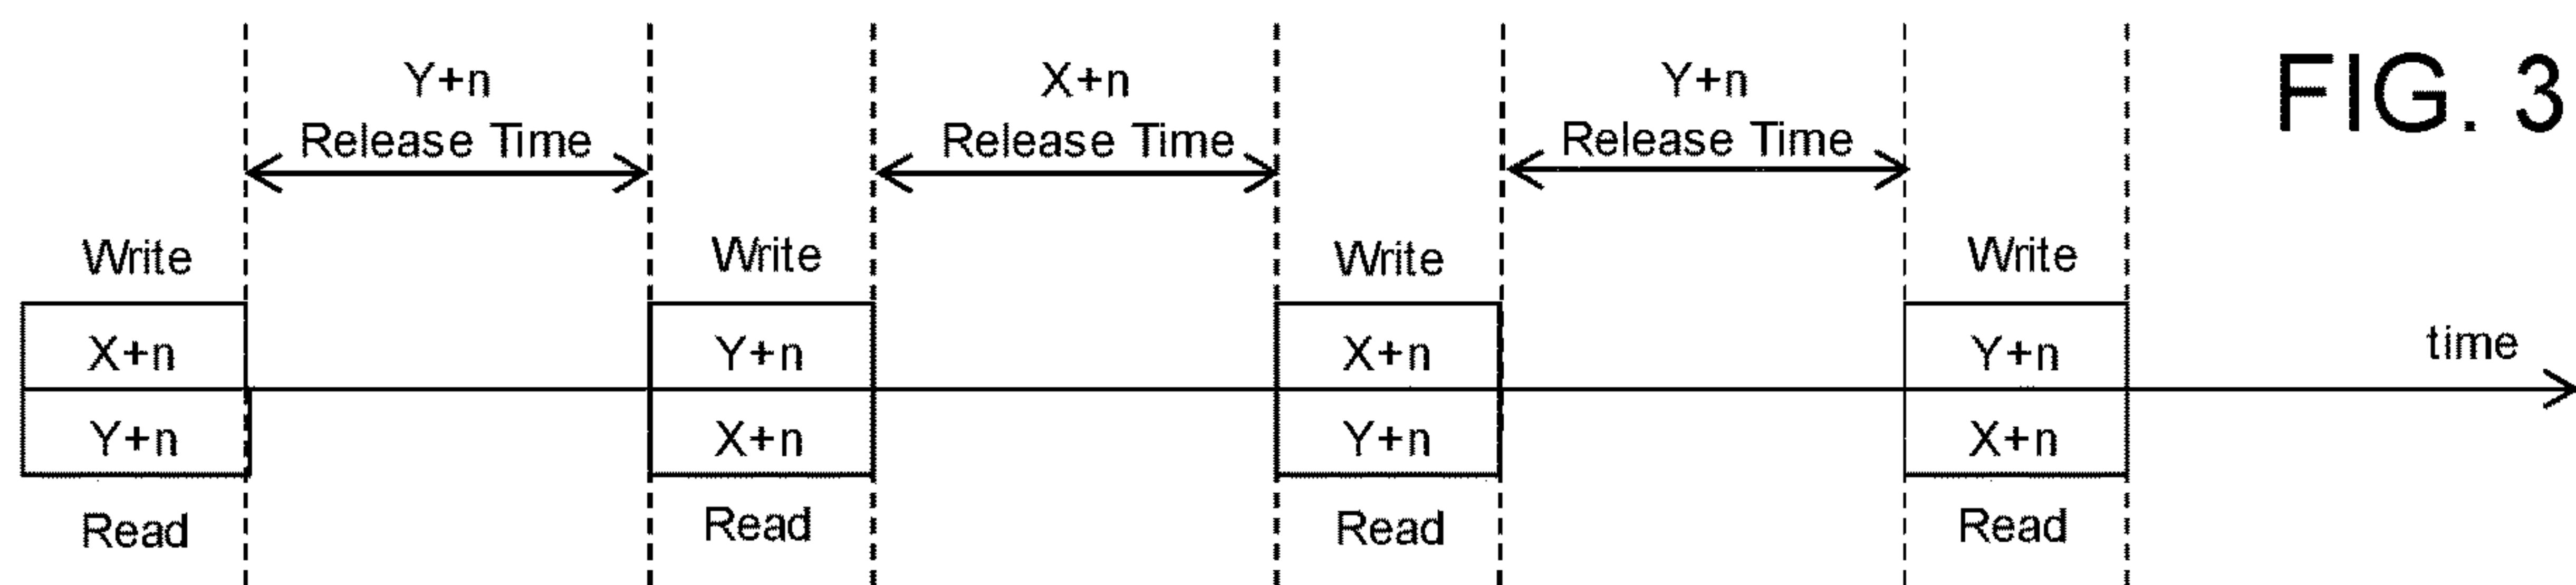 FIG. 3
Y+n
Release Time
X+n
Release Time
Y+n
Release Time
Write
Write
Write
Write
X+n
Y+n
X+n
Y+n
time
Y+n
X+n
Y+n
X+n
Read
Read
Read
Read